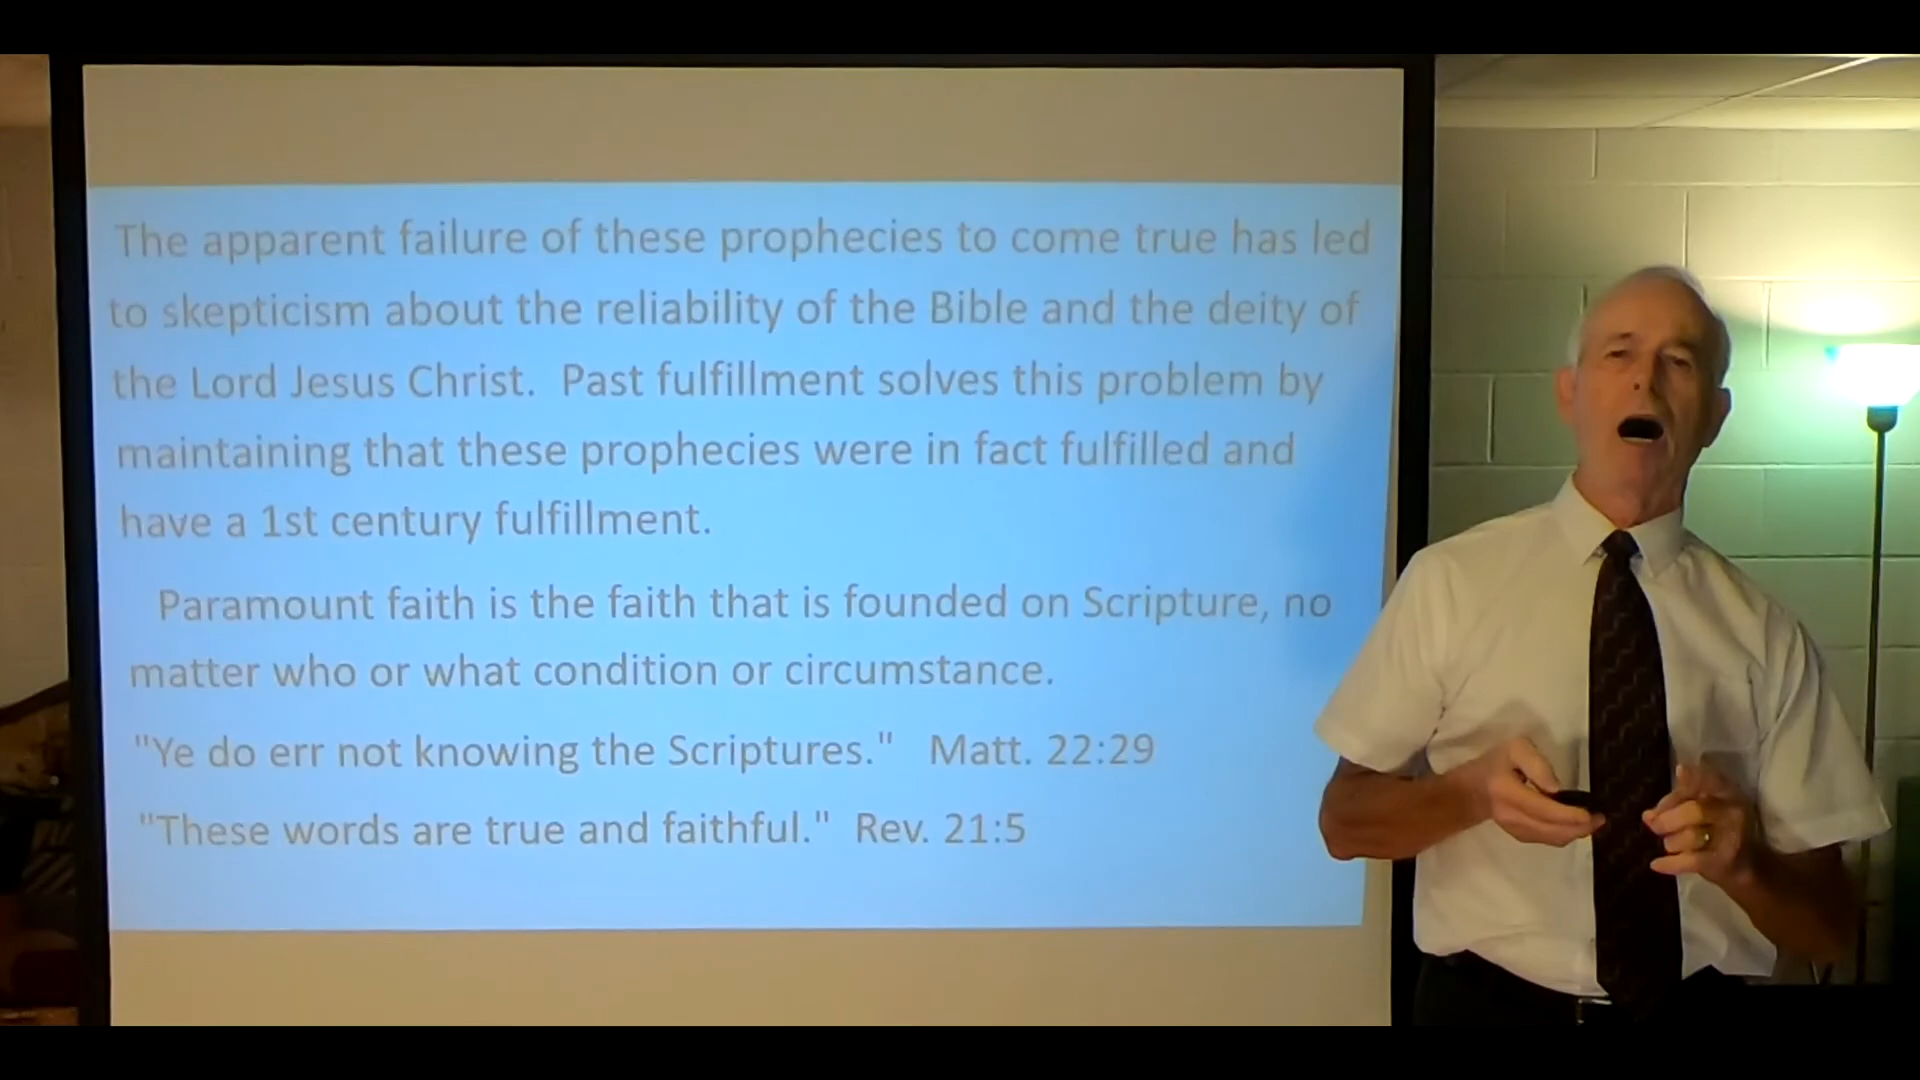 The apparent failure of these prophecies to come true has led
to skepticism about the reliability of the Bible and the deity of
the Lord Jesus Christ.  Past fulfillment solves this problem by
maintaining that these prophecies were in fact fulfilled and
have a 1st century fulfillment.
Paramount faith is the faith that is founded on Scripture, no
matter who or what condition or circumstance.
"Ye do err not knowing the Scriptures."   Matt. 22:29
"These words are true and faithful."  Rev. 21:5